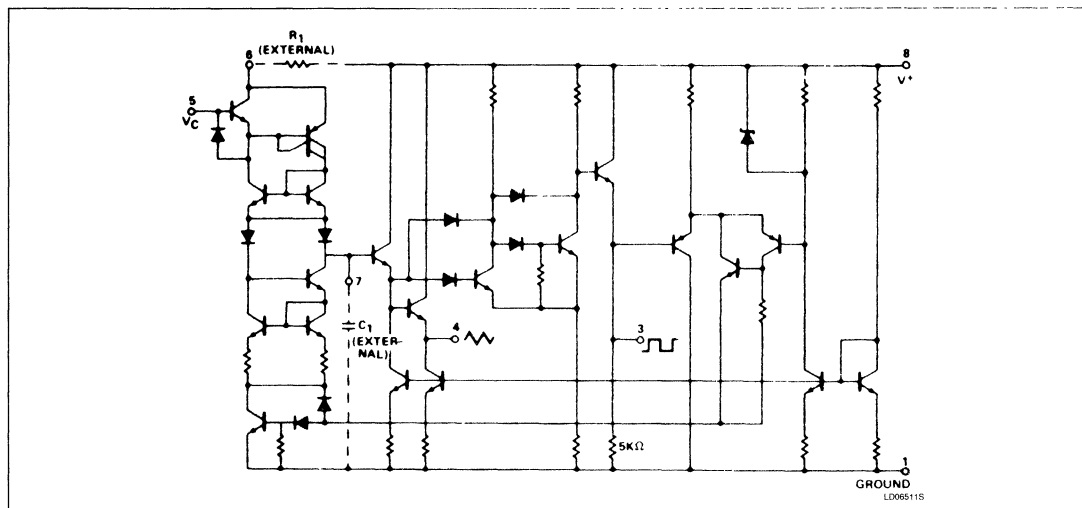 R1
(EXTERNAL)
6
8
V+
5
VC
7
C1
(EXTER-
NAL)
4
3
5KΩ
1
GROUND
LD06511S